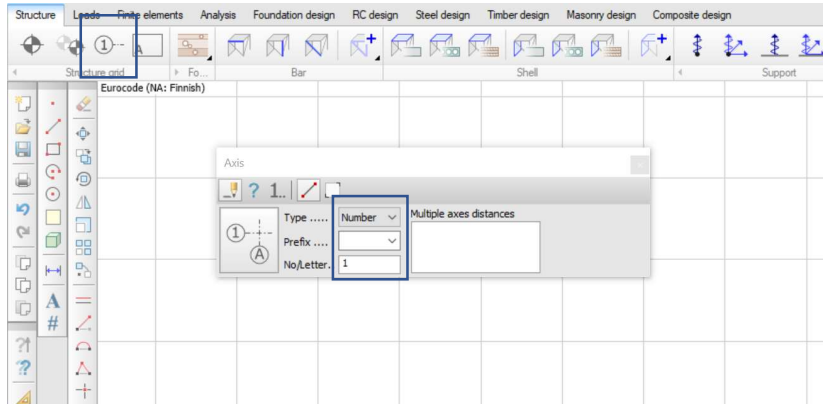 Structure Loads Finite elements Analysis Foundation design RC design Steel design Timber design Masonry design Composite design
1 A
Structure grid Fo... Bar Shell Support
Eurocode (NA: Finnish)
Axis
? 1..
Type ..... Number Multiple axes distances
1 Prefix ....
A No/Letter. 1
A
#
?
??